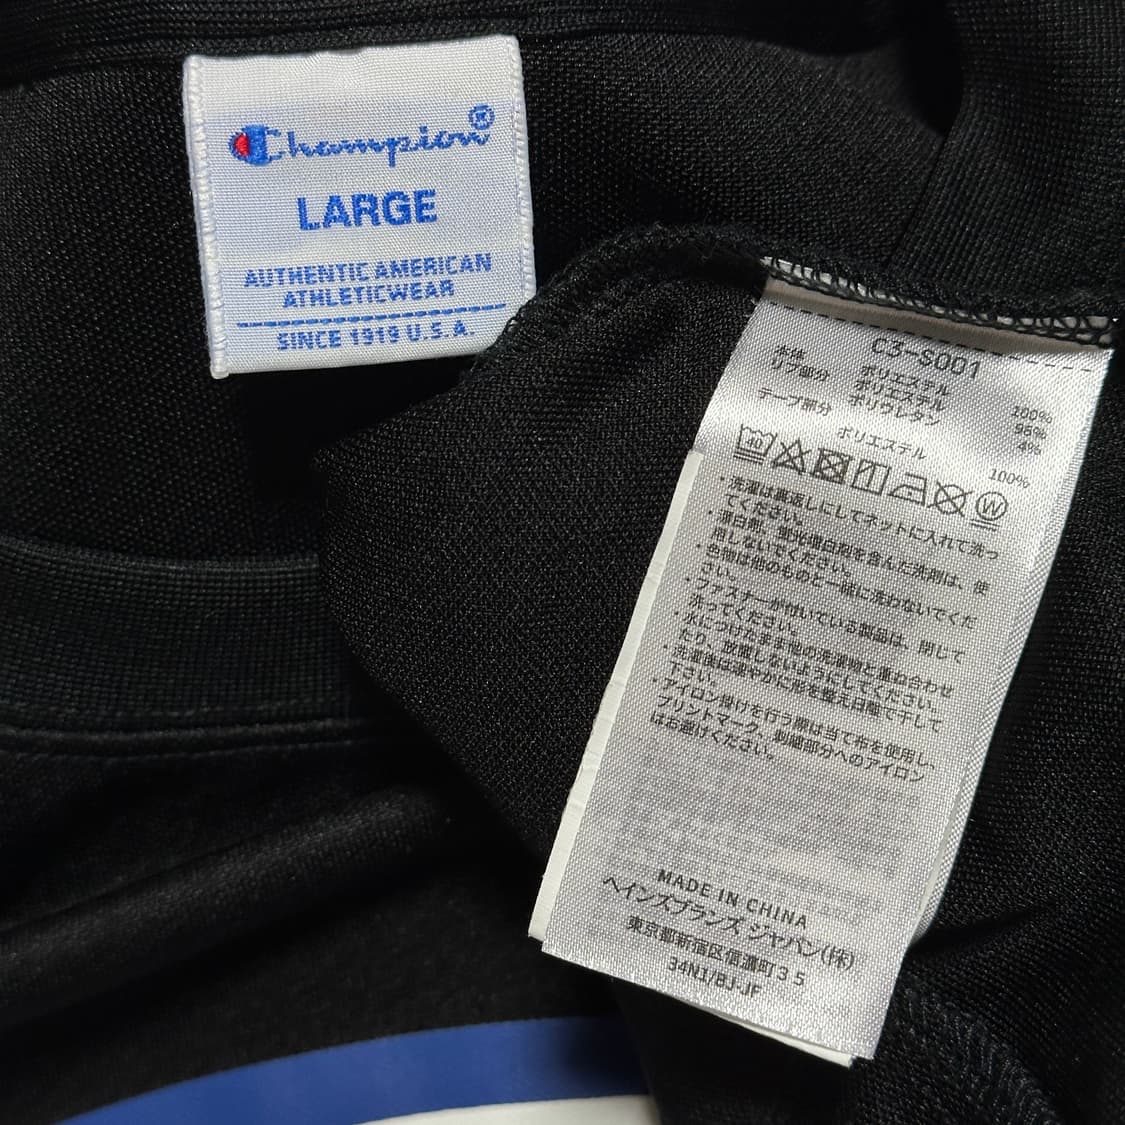 Champion
LARGE
AUTHENTIC AMERICAN
ATHLETICWEAR
SINCE 1919 U.S.A.
C3-S001
本体 ポリエステル 100%
リブ部分 ポリエステル 96%
ポリウレタン 4%
テープ部分 ポリエステル 100%
40
W
・洗濯は裏返しにしてネットに入れて洗っ
てください。
・漂白剤、蛍光増白剤を含んだ洗剤は、使
用しないでください。
・色物は他のものと一緒に洗わないでくだ
さい。
・ファスナーが付いている製品は、閉じて
洗ってください。
・水につけたまま他の洗濯物と重ね合わせ
たり、放置しないようにしてください。
・洗濯後は速やかに形を整え日陰で干して
下さい。
・アイロン掛けを行う際は当て布を使用し、
プリントマーク、刺繍部分へのアイロン
はお避けください。
MADE IN CHINA
ヘインズブランズ ジャパン(株)
東京都新宿区信濃町35
34N1/BJ-JF